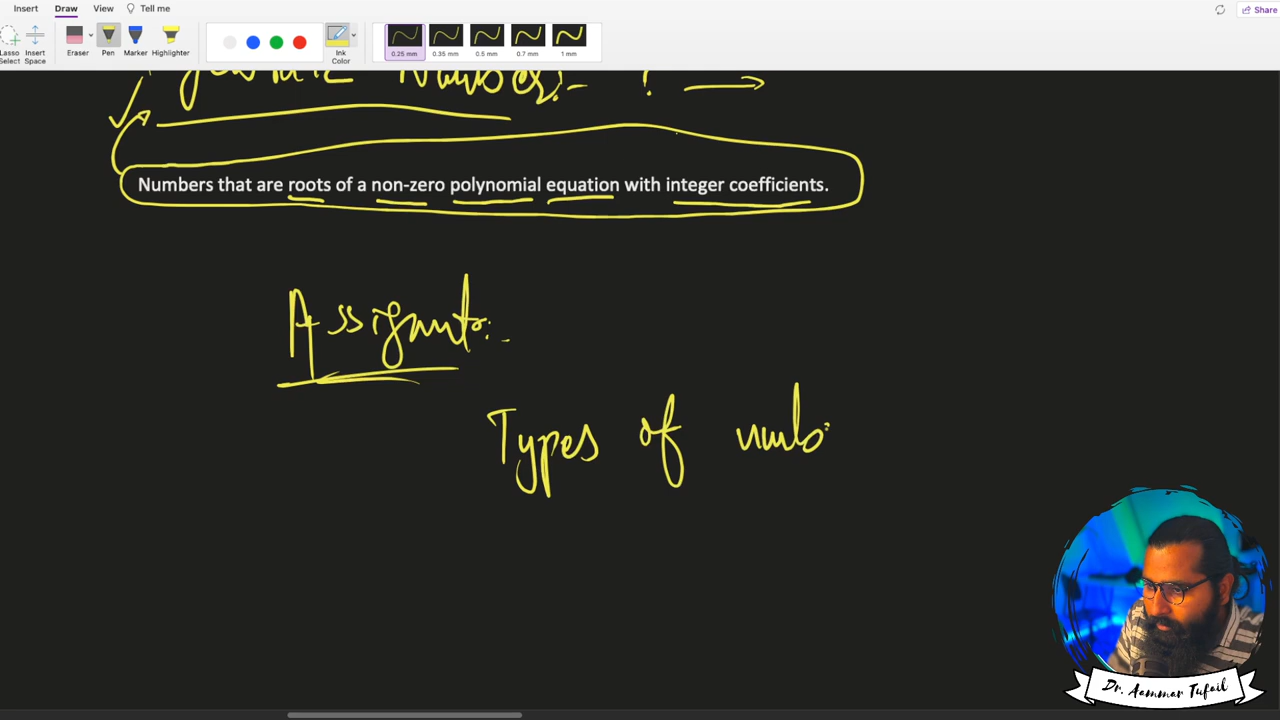 Insert Draw View Tell me Share
Lasso Select Insert Space Eraser Pen Marker Highlighter Ink Color 0.25 mm 0.35 mm 0.5 mm 0.7 mm 1 mm
Number:- ? →
Numbers that are roots of a non-zero polynomial equation with integer coefficients.
Types of
Dr. Aammar Tufail